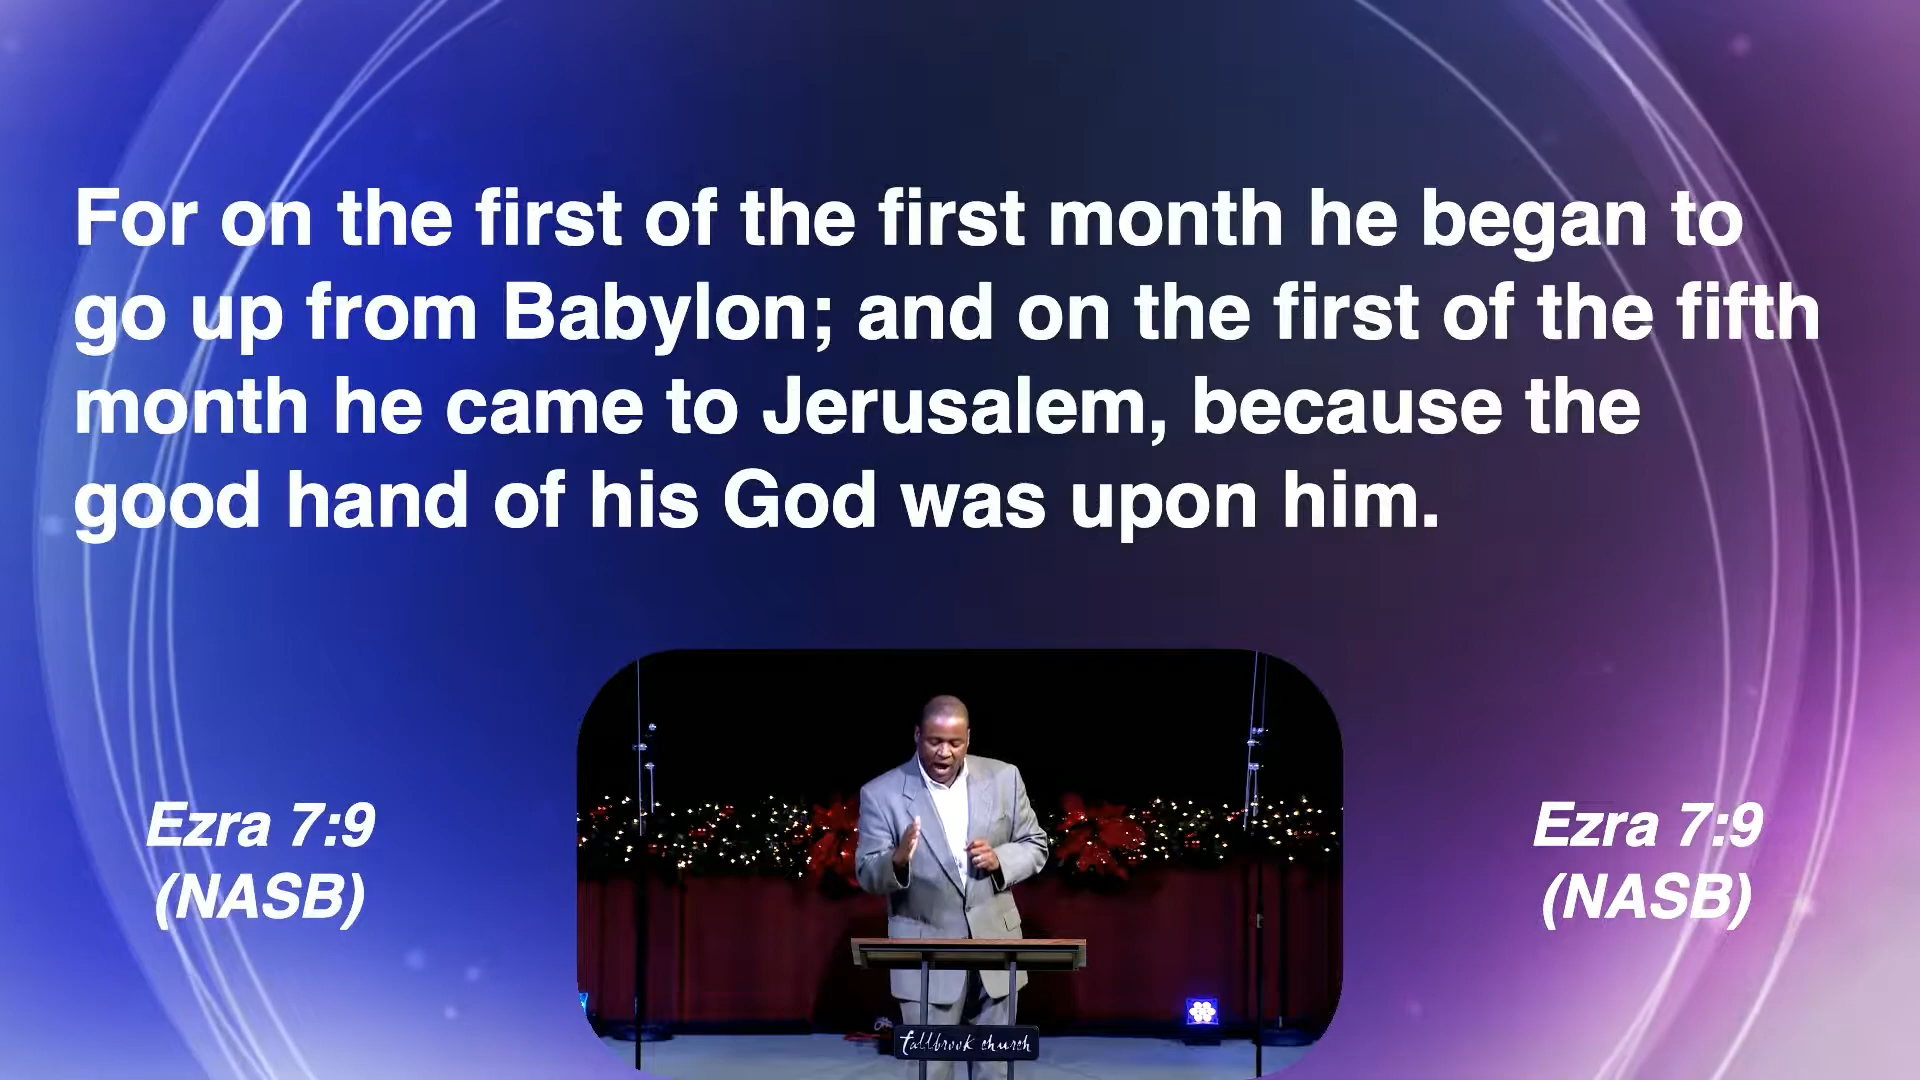 For on the first of the first month he began to
go up from Babylon; and on the first of the fifth
month he came to Jerusalem, because the
good hand of his God was upon him.
Ezra 7:9
(NASB)
Ezra 7:9
(NASB)
fallbrook church